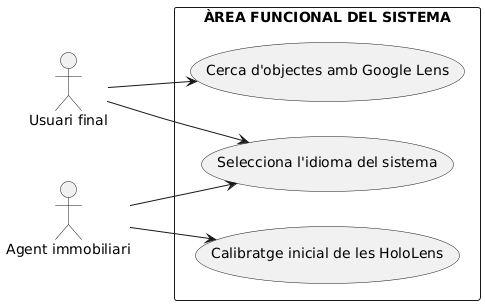 ÀREA FUNCIONAL DEL SISTEMA
Cerca d'objectes amb Google Lens
Usuari final
Selecciona l'idioma del sistema
Agent immobiliari
Calibratge inicial de les HoloLens